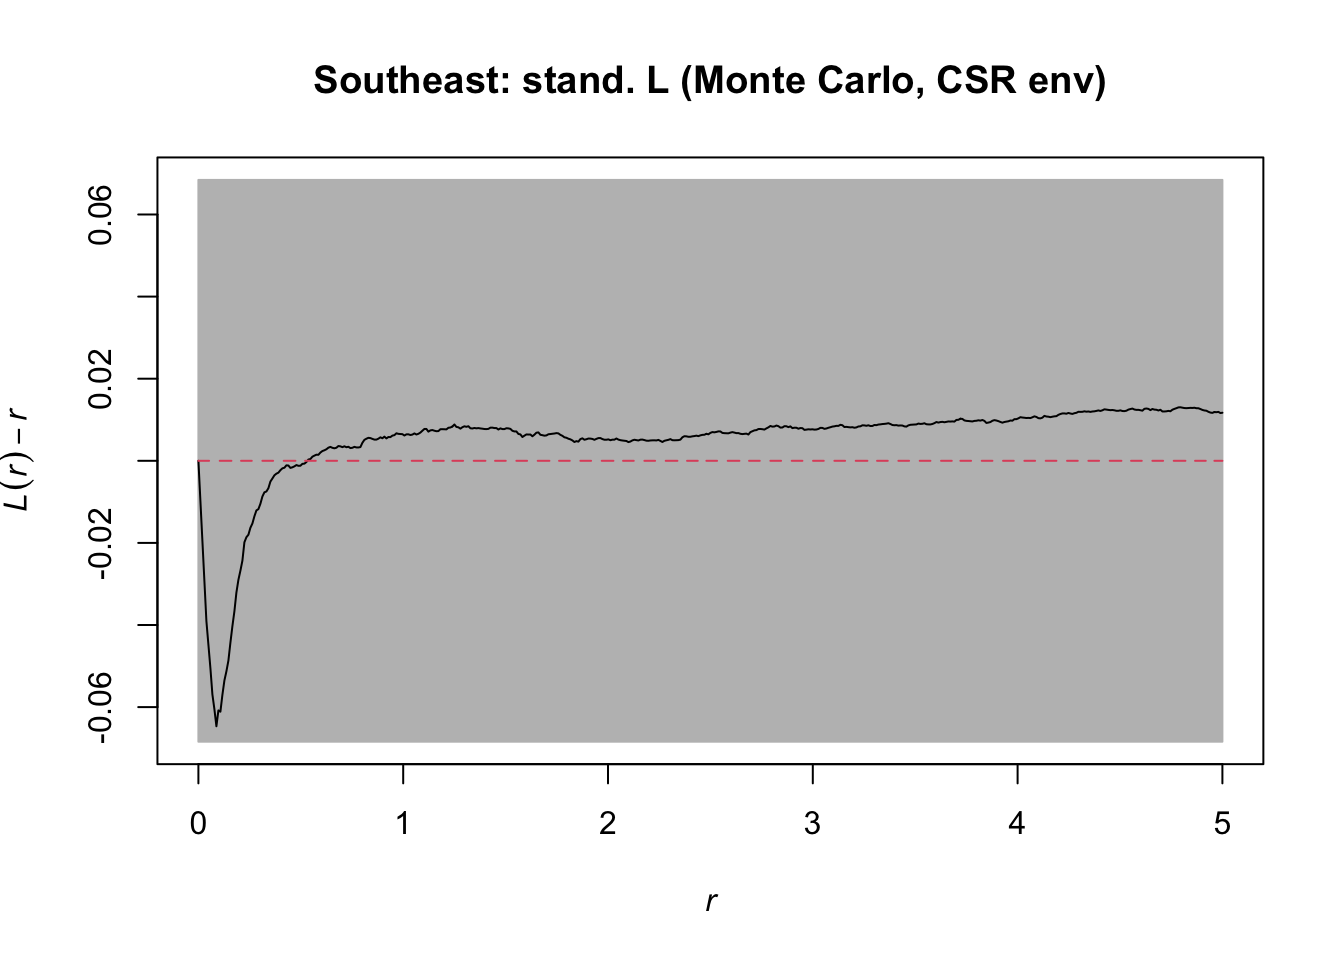 Southeast: stand. L (Monte Carlo, CSR env)
L(r) − r
0.06
0.02
-0.02
-0.06
0 1 2 3 4 5
r